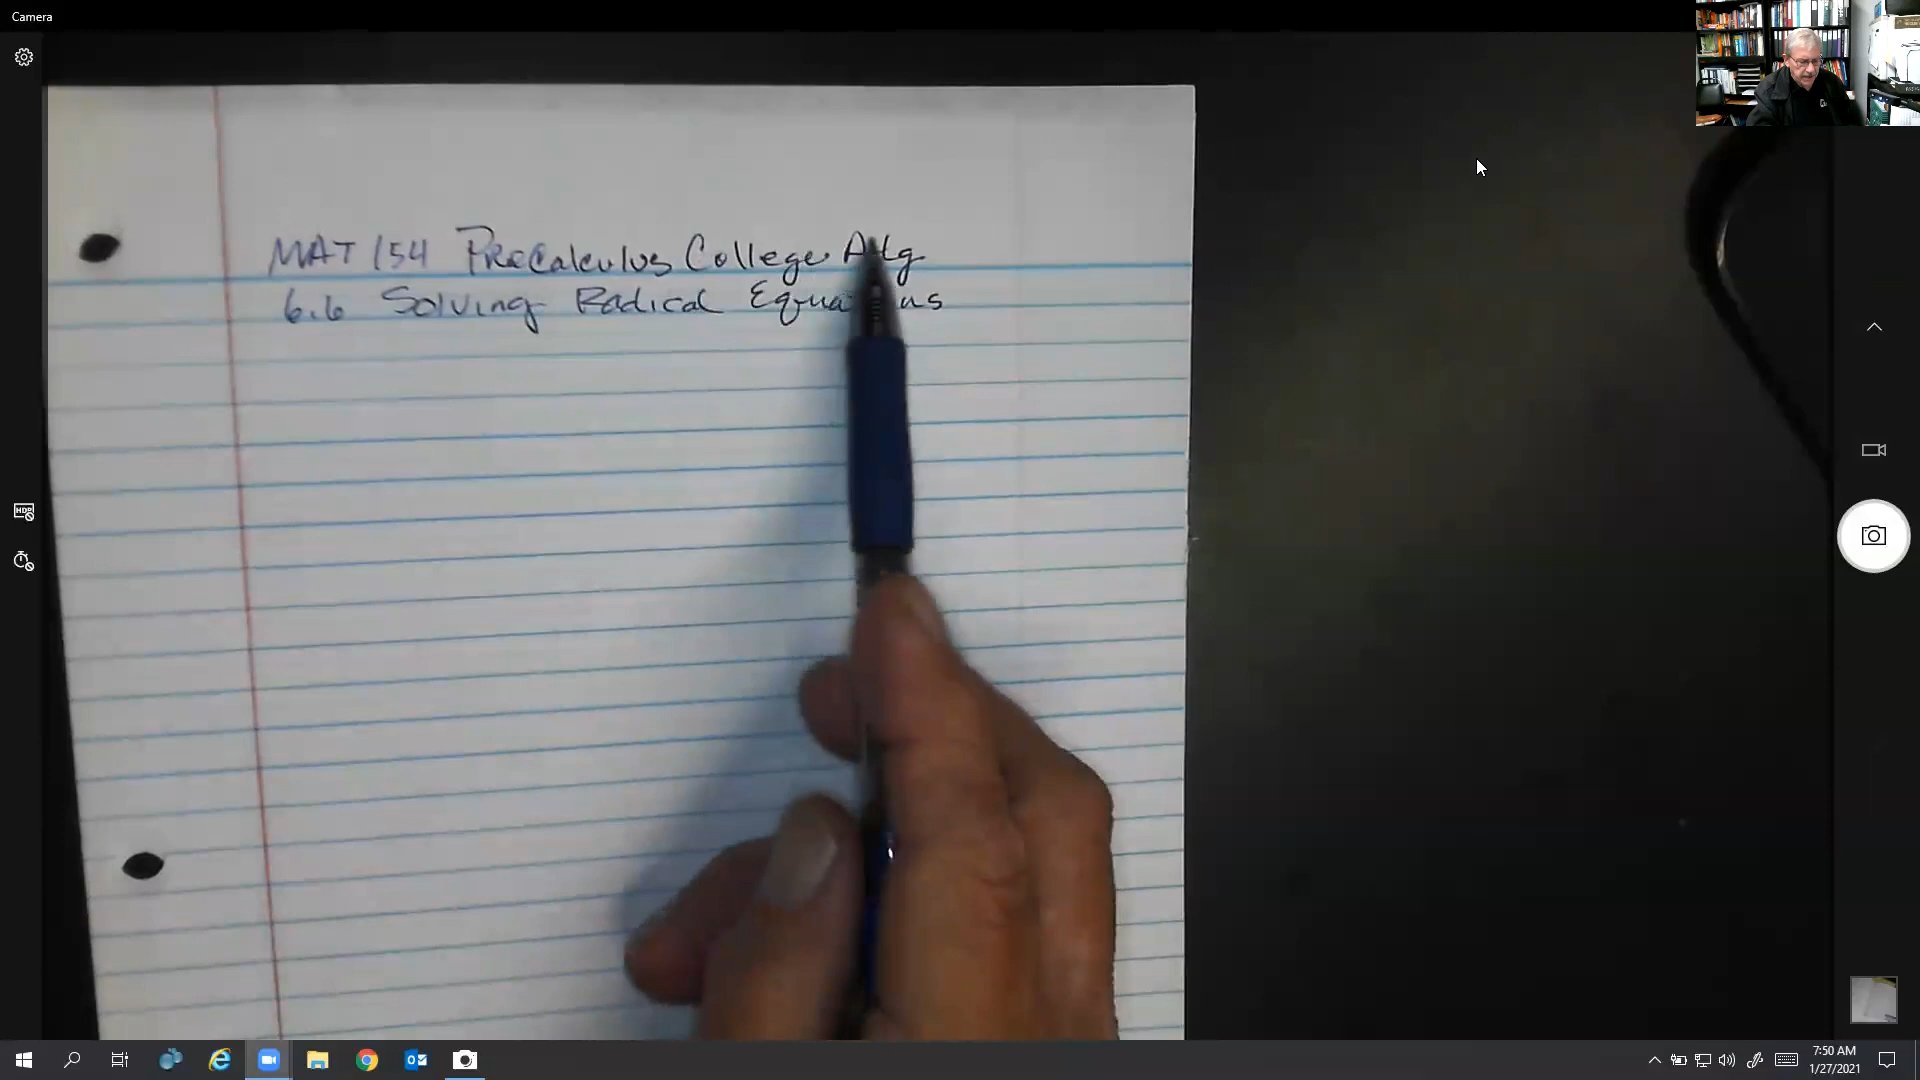 Camera
MAT 154 PreCalculus College Alg
6.6 Solving Radical Equations
7:50 AM
1/27/2021